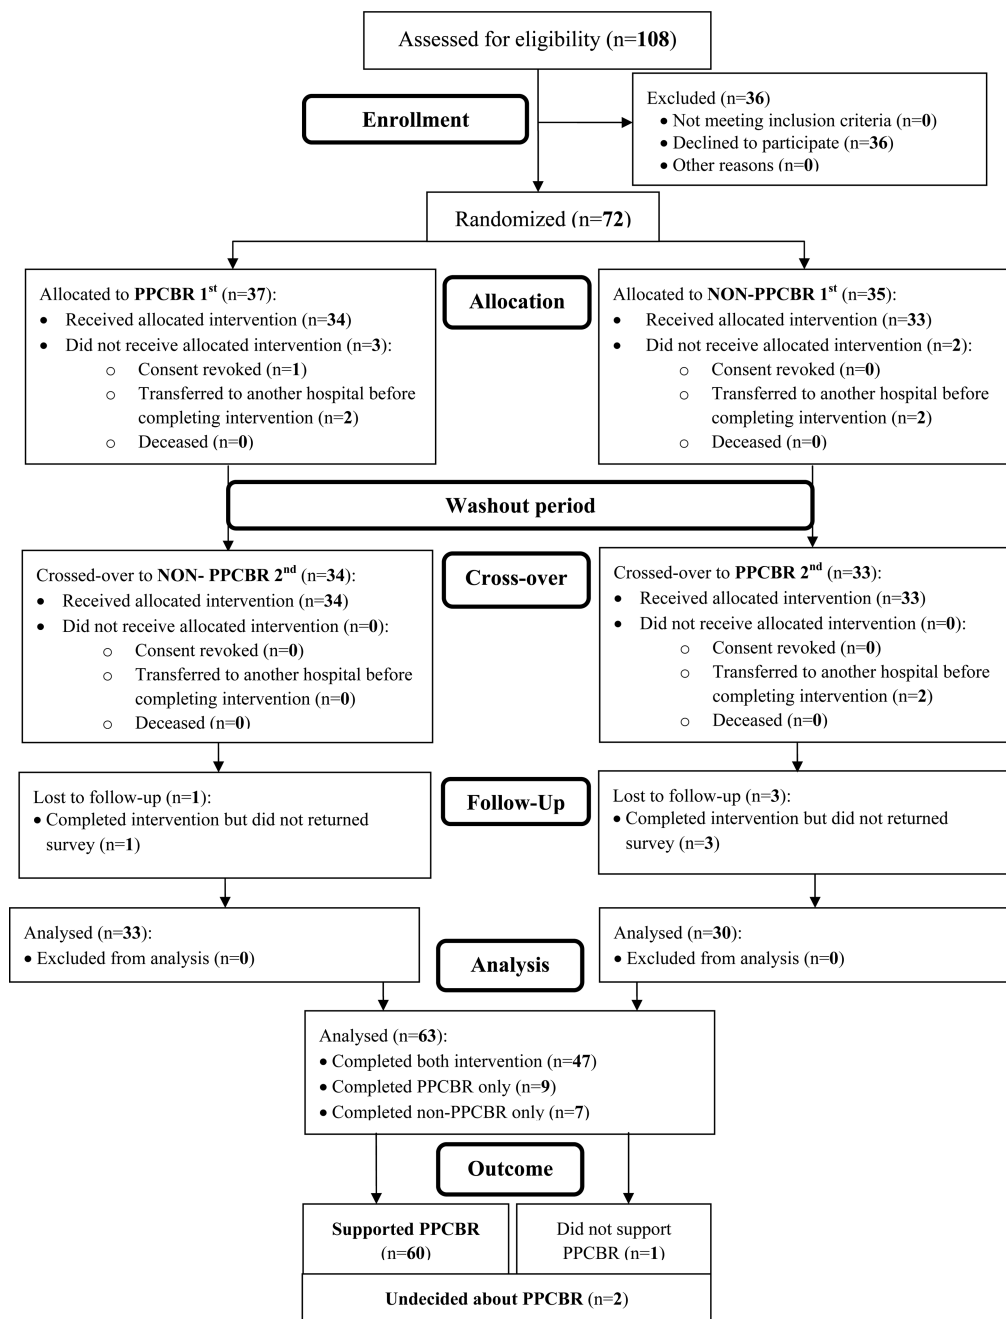 Assessed for eligibility (n=108)
Enrollment
Excluded (n=36)
• Not meeting inclusion criteria (n=0)
• Declined to participate (n=36)
• Other reasons (n=0)
Randomized (n=72)
Allocated to PPCBR 1st (n=37):
• Received allocated intervention (n=34)
• Did not receive allocated intervention (n=3):
o Consent revoked (n=1)
o Transferred to another hospital before
completing intervention (n=2)
o Deceased (n=0)
Allocation
Allocated to NON-PPCBR 1st (n=35):
• Received allocated intervention (n=33)
• Did not receive allocated intervention (n=2):
o Consent revoked (n=0)
o Transferred to another hospital before
completing intervention (n=2)
o Deceased (n=0)
Washout period
Crossed-over to NON- PPCBR 2nd (n=34):
• Received allocated intervention (n=34)
• Did not receive allocated intervention (n=0):
o Consent revoked (n=0)
o Transferred to another hospital before
completing intervention (n=0)
o Deceased (n=0)
Cross-over
Crossed-over to PPCBR 2nd (n=33):
• Received allocated intervention (n=33)
• Did not receive allocated intervention (n=0):
o Consent revoked (n=0)
o Transferred to another hospital before
completing intervention (n=2)
o Deceased (n=0)
Lost to follow-up (n=1):
• Completed intervention but did not returned
survey (n=1)
Follow-Up
Lost to follow-up (n=3):
• Completed intervention but did not returned
survey (n=3)
Analysed (n=33):
• Excluded from analysis (n=0)
Analysis
Analysed (n=30):
• Excluded from analysis (n=0)
Analysed (n=63):
• Completed both intervention (n=47)
• Completed PPCBR only (n=9)
• Completed non-PPCBR only (n=7)
Outcome
Supported PPCBR
(n=60)
Did not support
PPCBR (n=1)
Undecided about PPCBR (n=2)